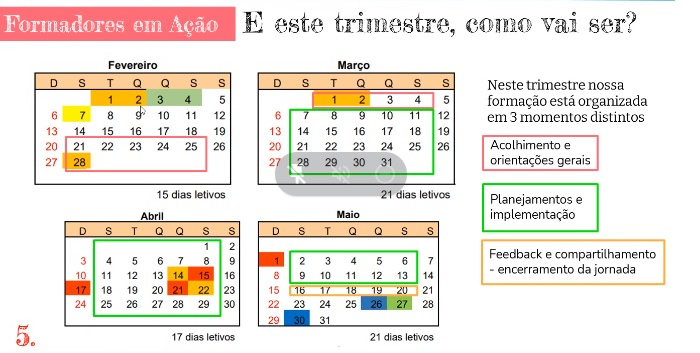 Formadores em Ação E este trimestre, como vai ser?
Fevereiro
D S T Q Q S S
1 2 3 4 5
6 7 8 9 10 11 12
13 14 15 16 17 18 19
20 21 22 23 24 25 26
27 28
15 dias letivos
Março
D S T Q Q S S
1 2 3 4 5
6 7 8 9 10 11 12
13 14 15 16 17 18 19
20 21 22 23 24 25 26
27 28 29 30 31
21 dias letivos
Neste trimestre nossa
formação está organizada
em 3 momentos distintos
Acolhimento e
orientações gerais
Planejamentos e
implementação
Feedback e compartilhamento
- encerramento da jornada
Abril
D S T Q Q S S
1 2
3 4 5 6 7 8 9
10 11 12 13 14 15 16
17 18 19 20 21 22 23
24 25 26 27 28 29 30
17 dias letivos
Maio
D S T Q Q S S
1 2 3 4 5 6 7
8 9 10 11 12 13 14
15 16 17 18 19 20 21
22 23 24 25 26 27 28
29 30 31
21 dias letivos
5.